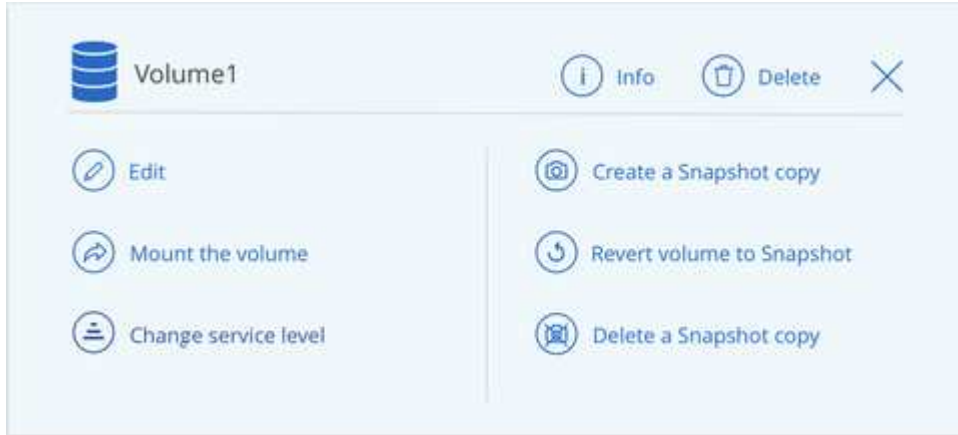 Volume1
Info
Delete
Edit
Mount the volume
Change service level
Create a Snapshot copy
Revert volume to Snapshot
Delete a Snapshot copy